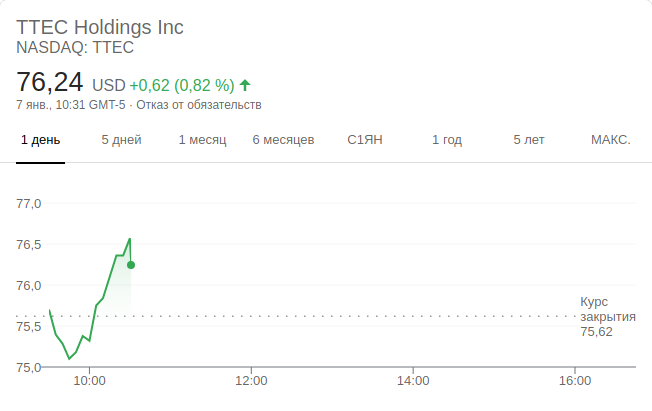 TTEC Holdings Inc
NASDAQ: TTEC
76,24 USD +0,62 (0,82 %)
7 янв., 10:31 GMT-5 · Отказ от обязательств
1 день 5 дней 1 месяц 6 месяцев С1ЯН 1 год 5 лет МАКС.
77,0
76,5
76,0
75,5
75,0
Курс
закрытия
75,62
10:00 12:00 14:00 16:00